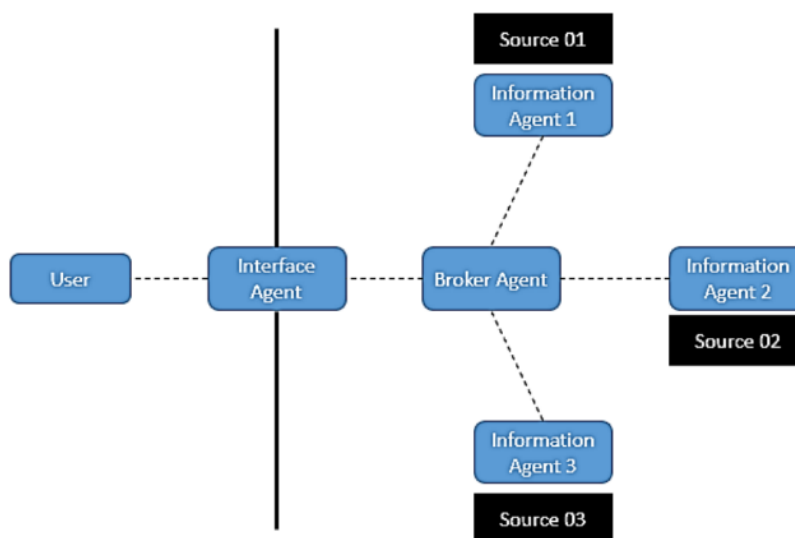 Source 01
Information
Agent 1
User
Interface
Agent
Broker Agent
Information
Agent 2
Source 02
Information
Agent 3
Source 03